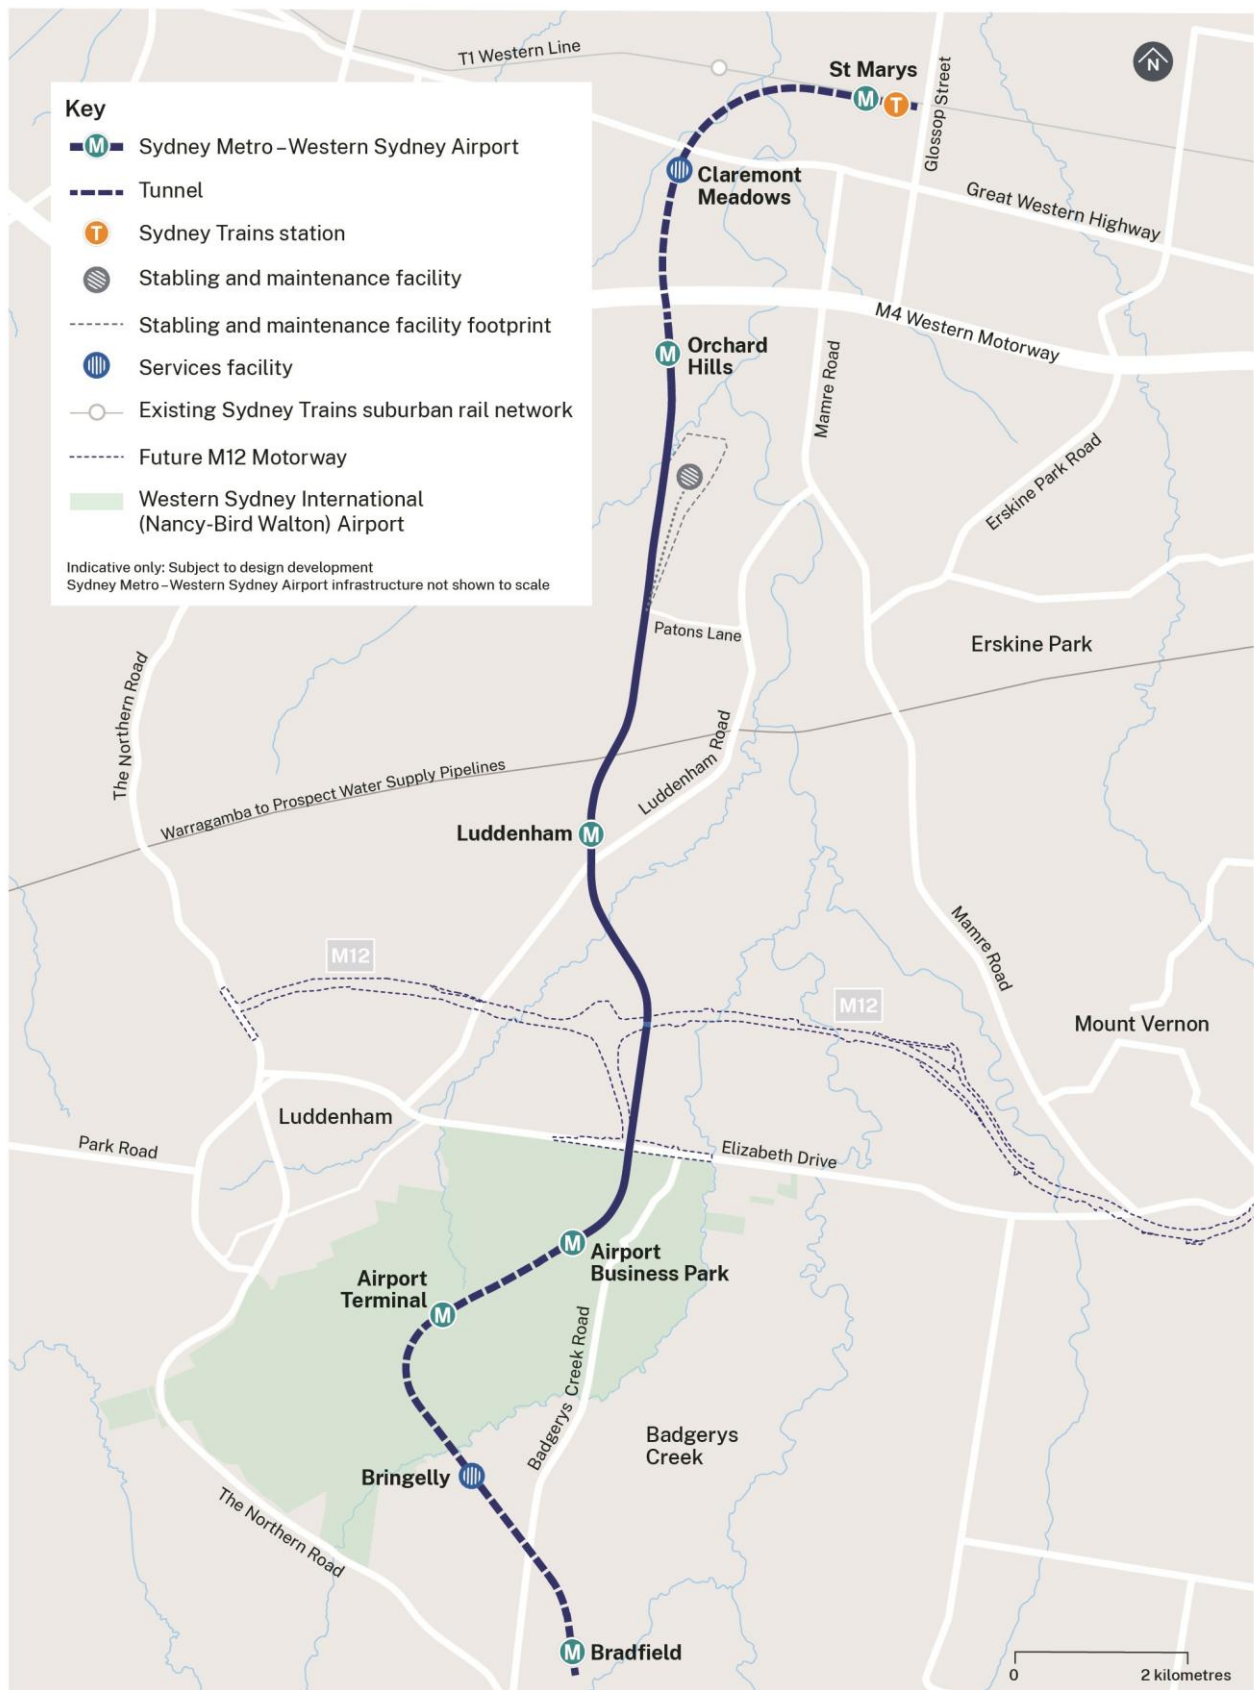 T1 Western Line
St Marys
N
M
T
Glossop Street
Key
M
Sydney Metro – Western Sydney Airport
Tunnel
T
Sydney Trains station
Stabling and maintenance facility
Stabling and maintenance facility footprint
Services facility
Existing Sydney Trains suburban rail network
Future M12 Motorway
Western Sydney International
(Nancy-Bird Walton) Airport
Indicative only: Subject to design development
Sydney Metro – Western Sydney Airport infrastructure not shown to scale
Claremont
Meadows
Great Western Highway
M4 Western Motorway
M
Orchard
Hills
Mamre Road
Erskine Park Road
Patons Lane
Erskine Park
The Northern Road
Luddenham Road
Warragamba to Prospect Water Supply Pipelines
Luddenham
M
Mamre Road
M12
M12
Mount Vernon
Luddenham
Park Road
Elizabeth Drive
M
Airport
Business Park
Airport
Terminal
M
Badgerys Creek Road
Badgerys
Creek
Bringelly
The Northern Road
M
Bradfield
0
2 kilometres